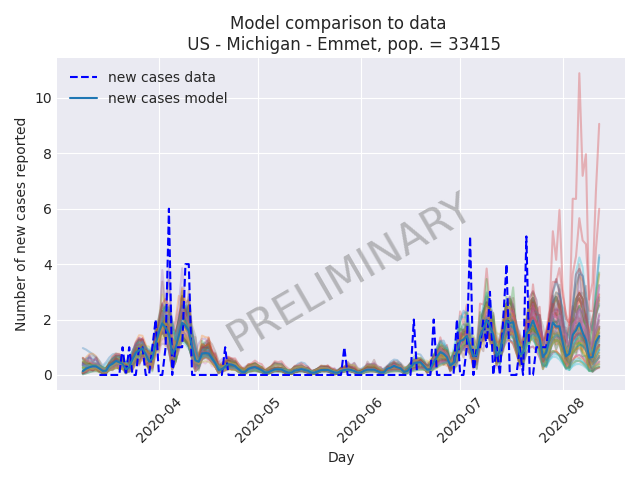 Model comparison to data
US - Michigan - Emmet, pop. = 33415
new cases data
new cases model
Number of new cases reported
10
8
6
4
2
0
PRELIMINARY
2020-04
2020-05
2020-06
2020-07
2020-08
Day